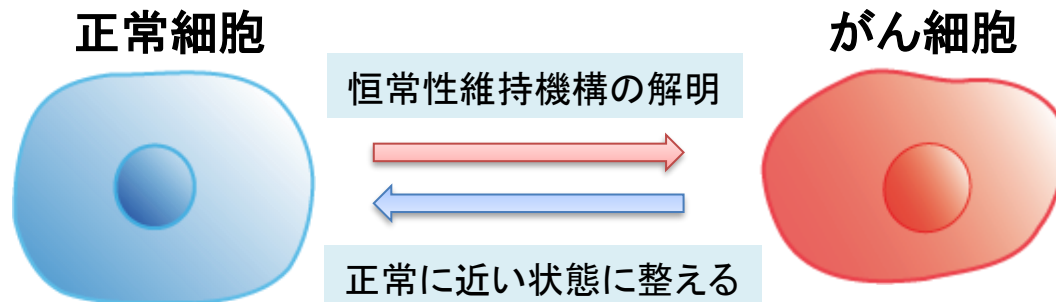 正常細胞
がん細胞
恒常性維持機構の解明
正常に近い状態に整える